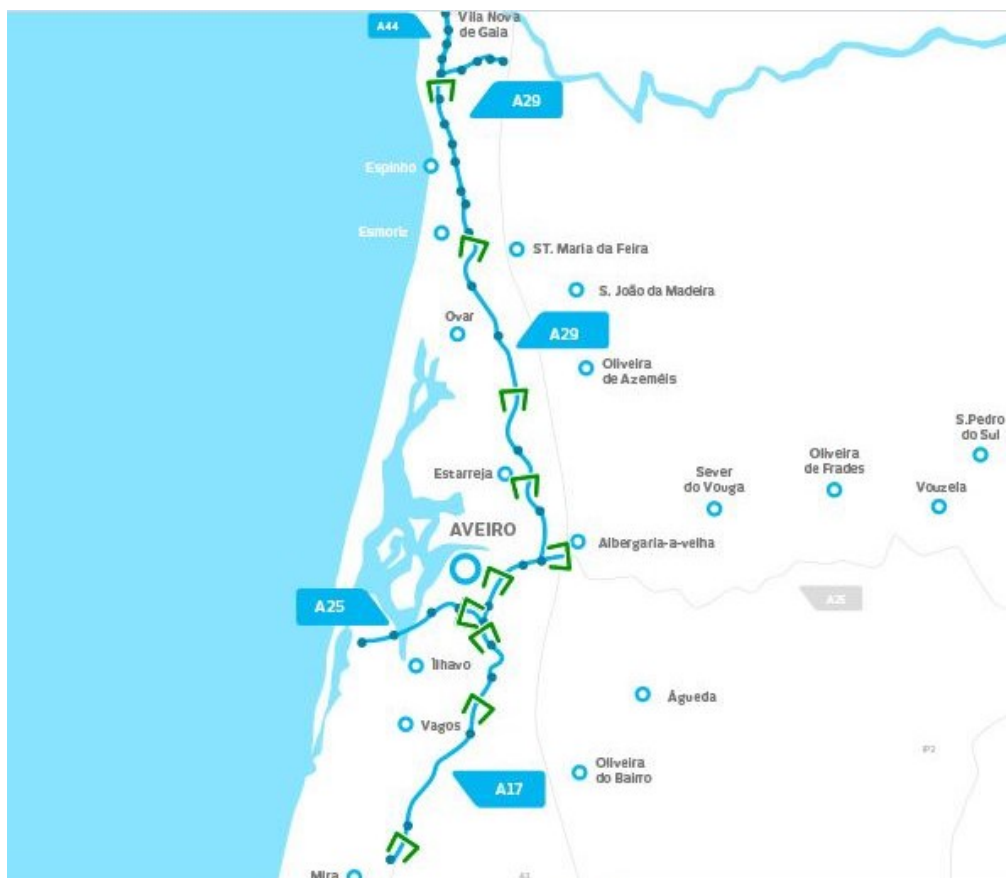 A44
Vila Nova
de Gaia
A29
Espinho
Esmoriz
ST. Maria da Feira
S. João da Madeira
Ovar
A29
Oliveira
de Azeméis
S.Pedro
do Sul
Oliveira
de Frades
Sever
do Vouga
Estarreja
Vouzela
AVEIRO
Albergaria-a-velha
A25
A25
Ílhavo
Águeda
Vagos
IP3
Oliveira
do Bairro
A17
Mira
A1